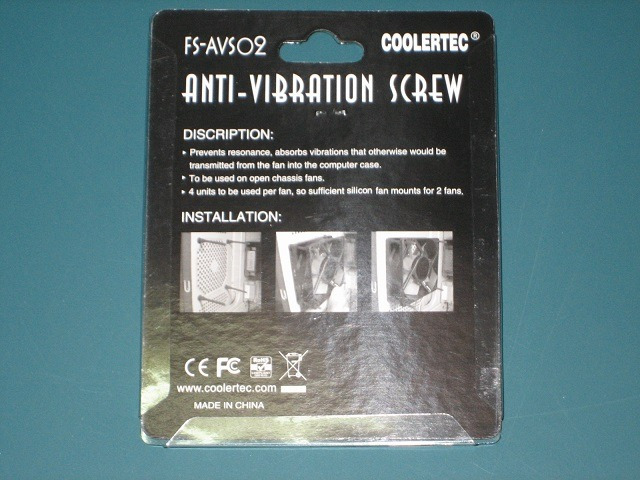 FS-AVS02
COOLERTEC®
ANTI-VIBRATION SCREW
DISCRIPTION:
▸ Prevents resonance, absorbs vibrations that otherwise would be
transmitted from the fan into the computer case.
▸ To be used on open chassis fans.
▸ 4 units to be used per fan, so sufficient silicon fan mounts for 2 fans.
INSTALLATION:
CE FC RoHS
www.coolertec.com
MADE IN CHINA